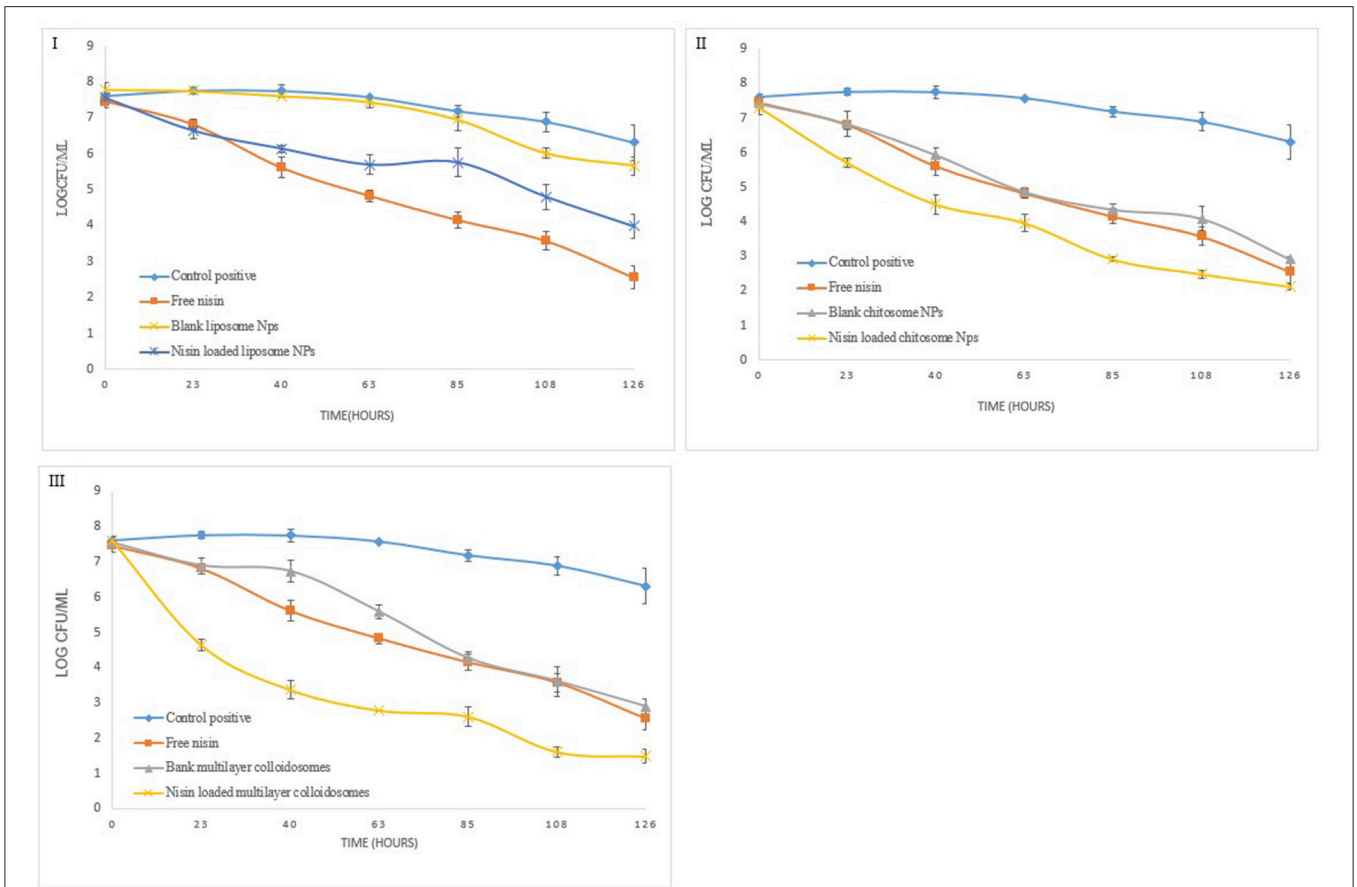 I
LOGCFU/ML
9
8
7
6
5
4
3
2
1
0
Control positive
Free nisin
Blank liposome Nps
Nisin loaded liposome NPs
0 23 40 63 85 108 126
TIME(HOURS)
II
LOG CFU/ML
9
8
7
6
5
4
3
2
1
0
Control positive
Free nisin
Blank chitosome NPs
Nisin loaded chitosome Nps
0 23 40 63 85 108 126
TIME (HOURS)
III
LOG CFU/ML
9
8
7
6
5
4
3
2
1
0
Control positive
Free nisin
Bank multilayer colloidosomes
Nisin loaded multilayer colloidosomes
0 23 40 63 85 108 126
TIME (HOURS)